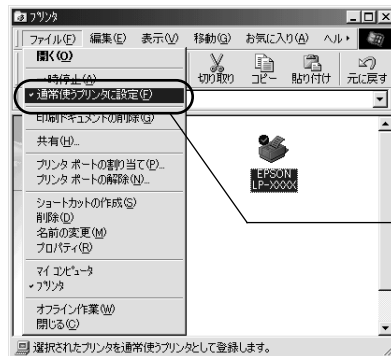 プリンタ
ファイル(F) 編集(E) 表示(V) 移動(G) お気に入り(A) ヘル
開く(O)
一時停止(A)
通常使うプリンタに設定(F)
印刷ドキュメントの削除(G)
共有(H)...
プリンタ ポートの割り当て(P)...
プリンタ ポートの解除(N)...
ショートカットの作成(S)
削除(D)
名前の変更(M)
プロパティ(R)
マイ コンピュータ
プリンタ
オフライン作業(W)
閉じる(C)
切り取り コピー 貼り付け 元に戻す
EPSON
LP-XXXX
選択されたプリンタを通常使うプリンタとして登録します。